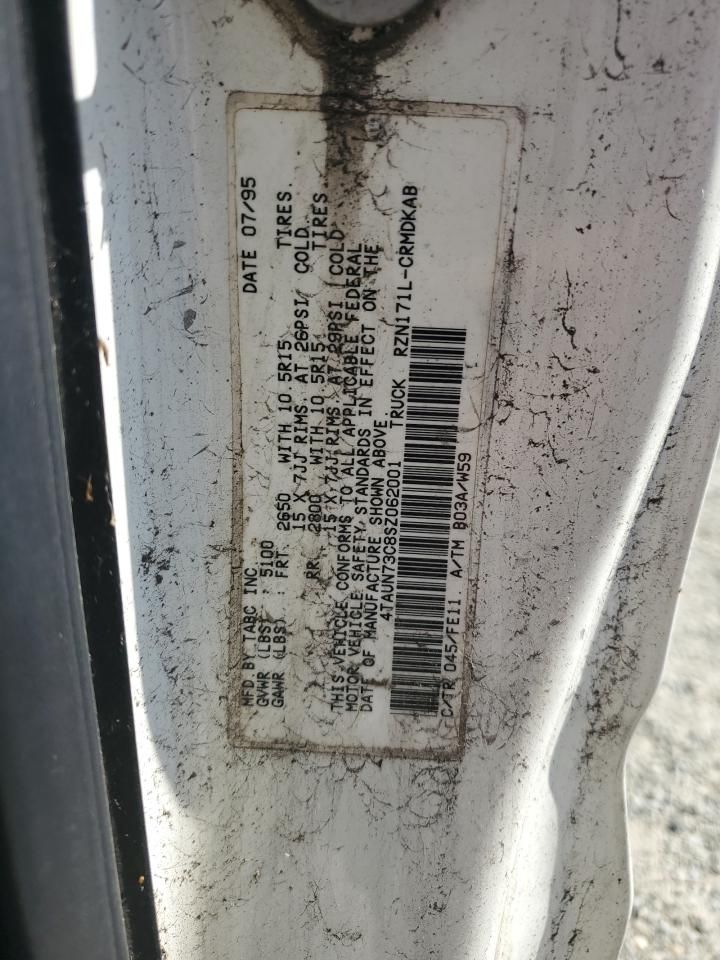 MFD BY TABC INC. DATE 07/95
GVWR (LBS) : 5100
GAWR (LBS) : FRT. 2650 WITH 10.5R15 TIRES.
15 X 7JJ RIMS, AT 26PSI COLD.
RR. 2800 WITH 10.5R15 TIRES
15 X 7JJ RIMS, AT 29PSI COLD.
THIS VEHICLE CONFORMS TO ALL APPLICABLE FEDERAL
MOTOR VEHICLE SAFETY STANDARDS IN EFFECT ON THE
DATE OF MANUFACTURE SHOWN ABOVE.
4TAUN73C8SZ062001 TRUCK RZN171L-CRMDKAB
C/TR 045/FE11 A/TM B03A/W59